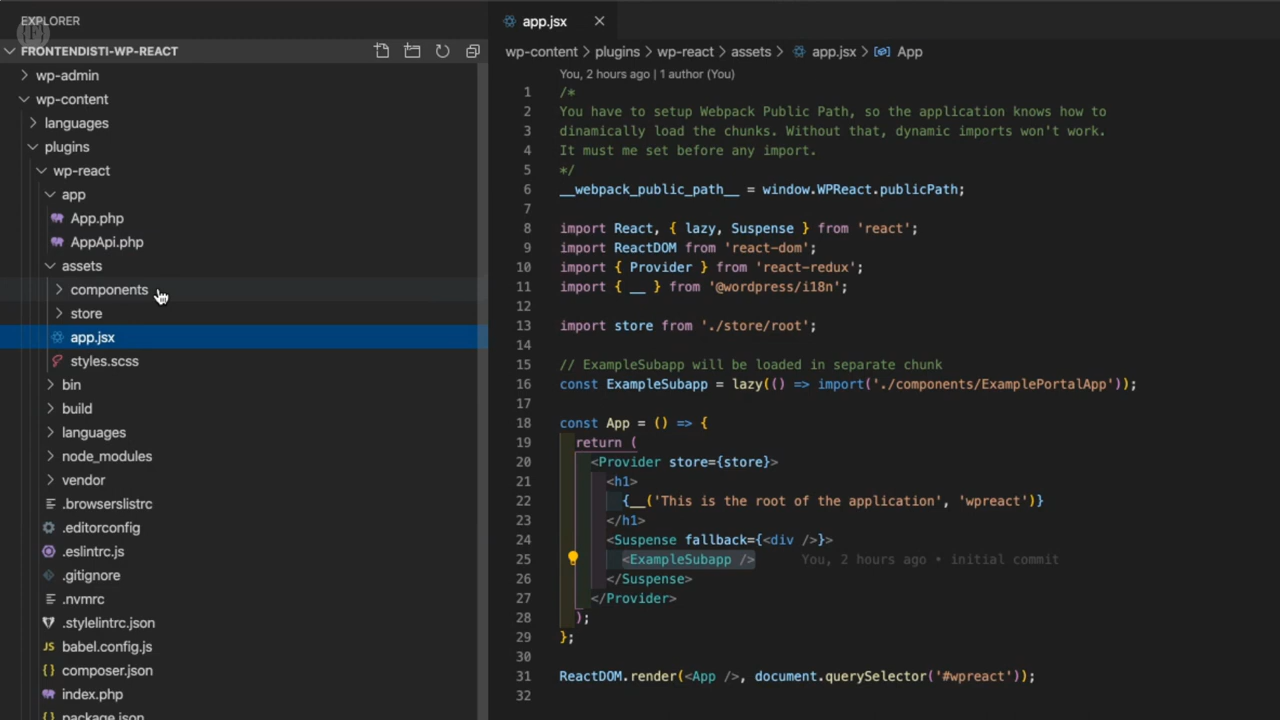 EXPLORER
FRONTENDISTI-WP-REACT
wp-admin
wp-content
languages
plugins
wp-react
app
App.php
AppApi.php
assets
components
store
app.jsx
styles.scss
bin
build
languages
node_modules
vendor
.browserslistrc
.editorconfig
.eslintrc.js
.gitignore
.nvmrc
.stylelintrc.json
JS babel.config.js
{} composer.json
index.php
package.json
app.jsx
wp-content > plugins > wp-react > assets > app.jsx > App
You, 2 hours ago | 1 author (You)
1 /*
2 You have to setup Webpack Public Path, so the application knows how to
3 dinamically load the chunks. Without that, dynamic imports won't work.
4 It must me set before any import.
5 */
6 __webpack_public_path__ = window.WPReact.publicPath;
7
8 import React, { lazy, Suspense } from 'react';
9 import ReactDOM from 'react-dom';
10 import { Provider } from 'react-redux';
11 import { __ } from '@wordpress/i18n';
12
13 import store from './store/root';
14
15 // ExampleSubapp will be loaded in separate chunk
16 const ExampleSubapp = lazy(() => import('./components/ExamplePortalApp'));
17
18 const App = () => {
19 return (
20 <Provider store={store}>
21 <h1>
22 {__('This is the root of the application', 'wpreact')}
23 </h1>
24 <Suspense fallback={<div />}>
25 <ExampleSubapp /> You, 2 hours ago • initial commit
26 </Suspense>
27 </Provider>
28 );
29 };
30
31 ReactDOM.render(<App />, document.querySelector('#wpreact'));
32